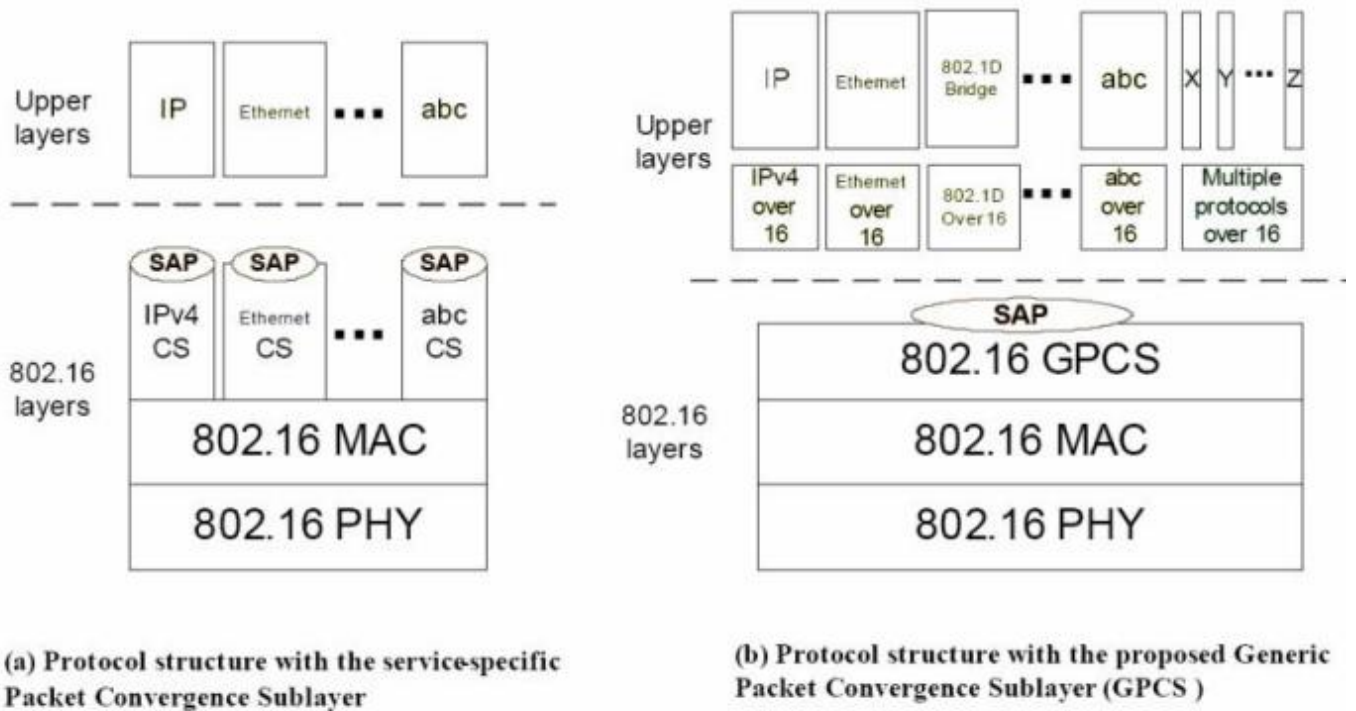 Upper
layers
IP
Ethernet
abc
SAP
SAP
SAP
IPv4
CS
Ethernet
CS
abc
CS
802.16
layers
802.16 MAC
802.16 PHY
(a) Protocol structure with the service-specific
Packet Convergence Sublayer
Upper
layers
IP
Ethernet
802.1D
Bridge
abc
X
Y
Z
IPv4
over
16
Ethernet
over
16
802.1D
Over 16
abc
over
16
Multiple
protocols
over 16
SAP
802.16 GPCS
802.16
layers
802.16 MAC
802.16 PHY
(b) Protocol structure with the proposed Generic
Packet Convergence Sublayer (GPCS )